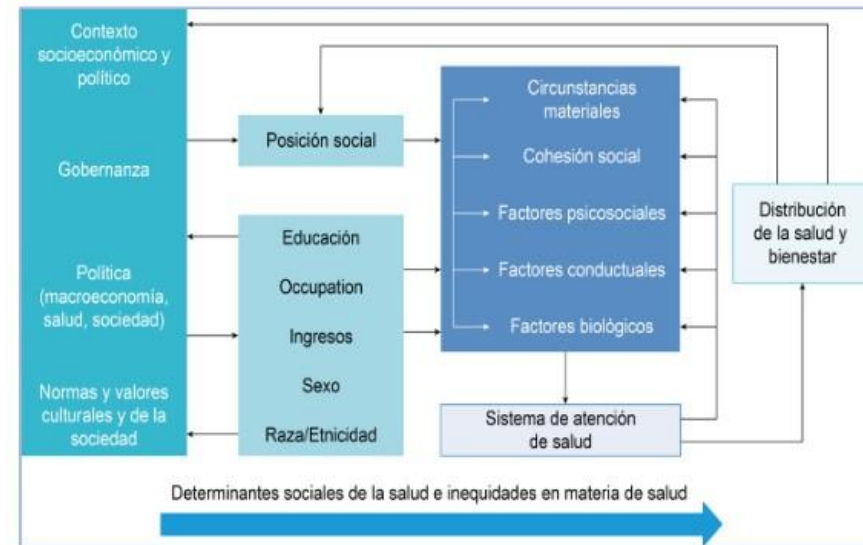 Contexto
socioeconómico y
político
Gobernanza
Política
(macroeconomía,
salud, sociedad)
Normas y valores
culturales y de la
sociedad
Posición social
Educación
Occupation
Ingresos
Sexo
Raza/Etnicidad
Circunstancias
materiales
Cohesión social
Factores psicosociales
Factores conductuales
Factores biológicos
Sistema de atención
de salud
Distribución
de la salud y
bienestar
Determinantes sociales de la salud e inequidades en materia de salud